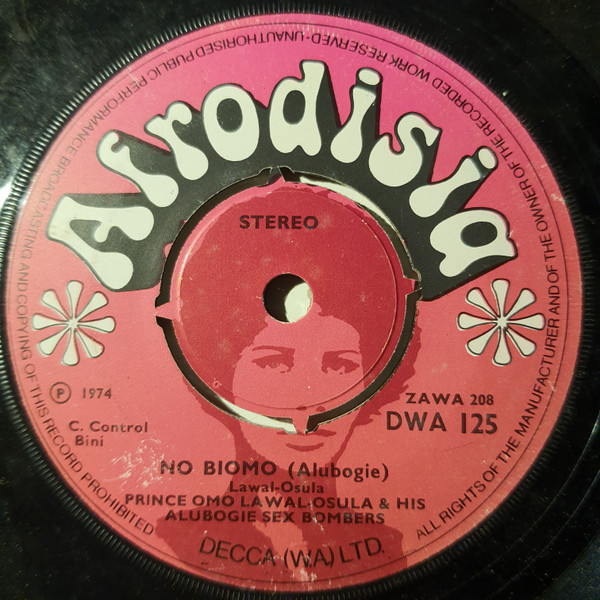 Afrodisia
STEREO
℗ 1974
ZAWA 208
DWA 125
C. Control
Bini
NO BIOMO (Alubogie)
Lawal-Osula
PRINCE OMO LAWAL-OSULA & HIS
ALUBOGIE SEX BOMBERS
DECCA (W.A.) LTD.
ALL RIGHTS OF THE MANUFACTURER AND OF THE OWNER OF THE RECORDED WORK RESERVED·UNAUTHORISED PUBLIC PERFORMANCE BROADCASTING AND COPYING OF THIS RECORD PROHIBITED